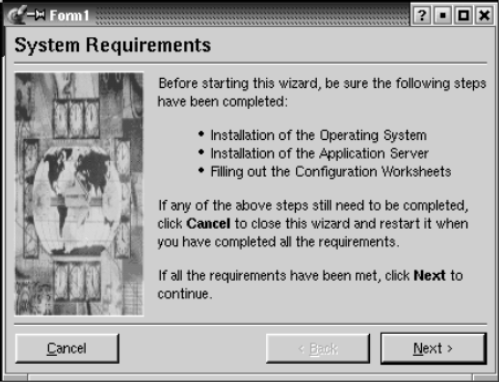 Form1
System Requirements
Before starting this wizard, be sure the following steps
have been completed:
• Installation of the Operating System
• Installation of the Application Server
• Filling out the Configuration Worksheets
If any of the above steps still need to be completed,
click Cancel to close this wizard and restart it when
you have completed all the requirements.
If all the requirements have been met, click Next to
continue.
Cancel
< Back
Next >